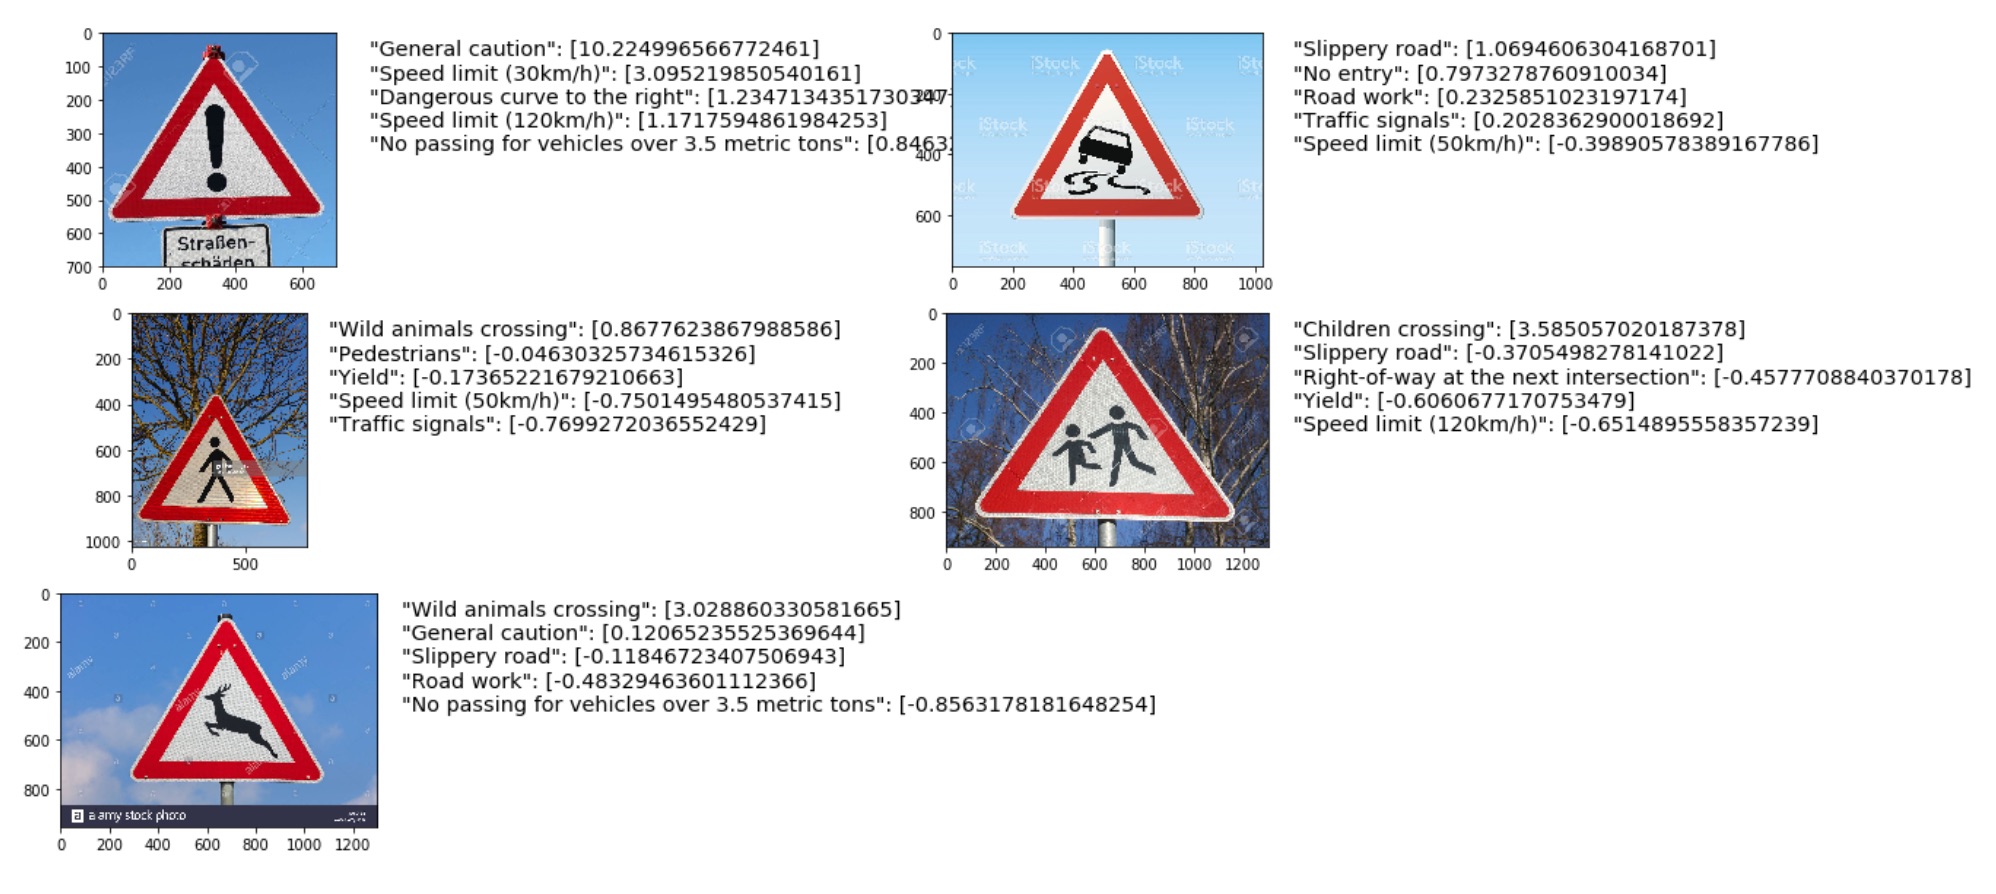 "General caution": [10.224996566772461]
"Speed limit (30km/h)": [3.095219850540161]
"Dangerous curve to the right": [1.2347134351730347
"Speed limit (120km/h)": [1.1717594861984253]
"No passing for vehicles over 3.5 metric tons": [0.8463
0
100
200
300
400
500
600
700
0 200 400 600
123RF
Straßen-
schäden
"Slippery road": [1.0694606304168701]
"No entry": [0.7973278760910034]
"Road work": [0.2325851023197174]
"Traffic signals": [0.2028362900018692]
"Speed limit (50km/h)": [-0.39890578389167786]
0
200
400
600
0 200 400 600 800 1000
iStock
iStock
iStock
iStock
iStock
iStock
iStock
iStock
iStock
"Wild animals crossing": [0.8677623867988586]
"Pedestrians": [-0.04630325734615326]
"Yield": [-0.17365221679210663]
"Speed limit (50km/h)": [-0.7501495480537415]
"Traffic signals": [-0.7699272036552429]
0
200
400
600
800
1000
0 500
"Children crossing": [3.585057020187378]
"Slippery road": [-0.3705498278141022]
"Right-of-way at the next intersection": [-0.4577708840370178]
"Yield": [-0.6060677170753479]
"Speed limit (120km/h)": [-0.6514895558357239]
0
200
400
600
800
0 200 400 600 800 1000 1200
"Wild animals crossing": [3.028860330581665]
"General caution": [0.12065235525369644]
"Slippery road": [-0.11846723407506943]
"Road work": [-0.48329463601112366]
"No passing for vehicles over 3.5 metric tons": [-0.8563178181648254]
0
200
400
600
800
0 200 400 600 800 1000 1200
alamy
alamy
alamy
alamy
a alamy stock photo